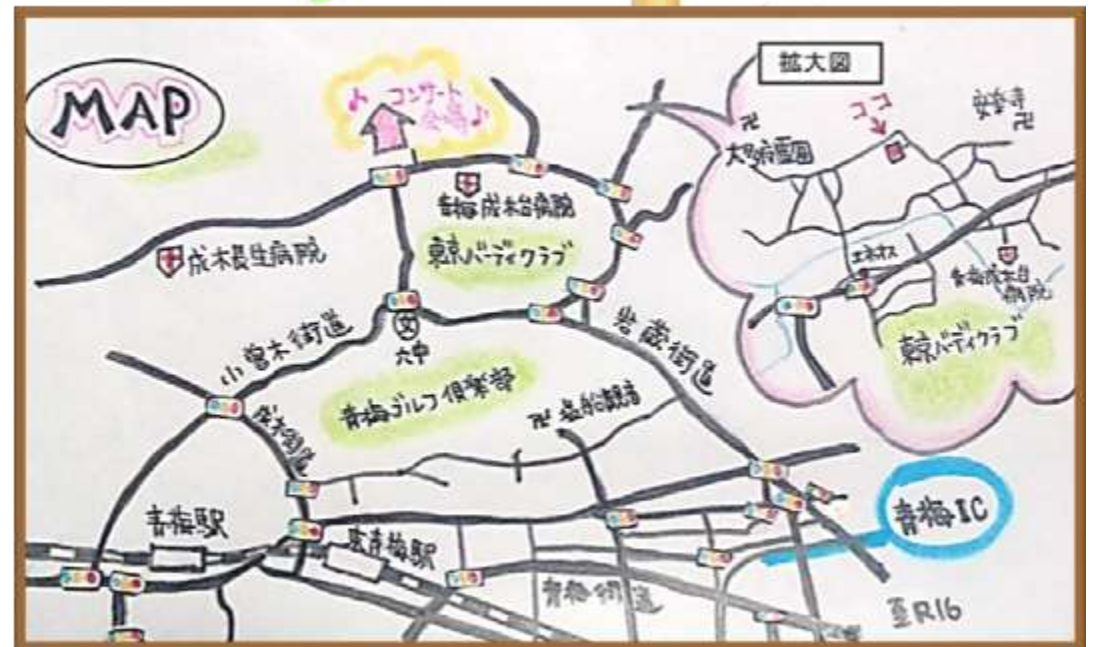 MAP
コンサート
会場
拡大図
ココ
安楽寺
大多府霊園
青梅成木台病院
東京バーディクラブ
成木長生病院
エネオス
青梅成木台
病院
東京バーディクラブ
六中
小曽木街道
岩蔵街道
青梅ゴルフ倶楽部
塩船観音
成木街道
青梅駅
東青梅駅
青梅IC
青梅街道
至R16